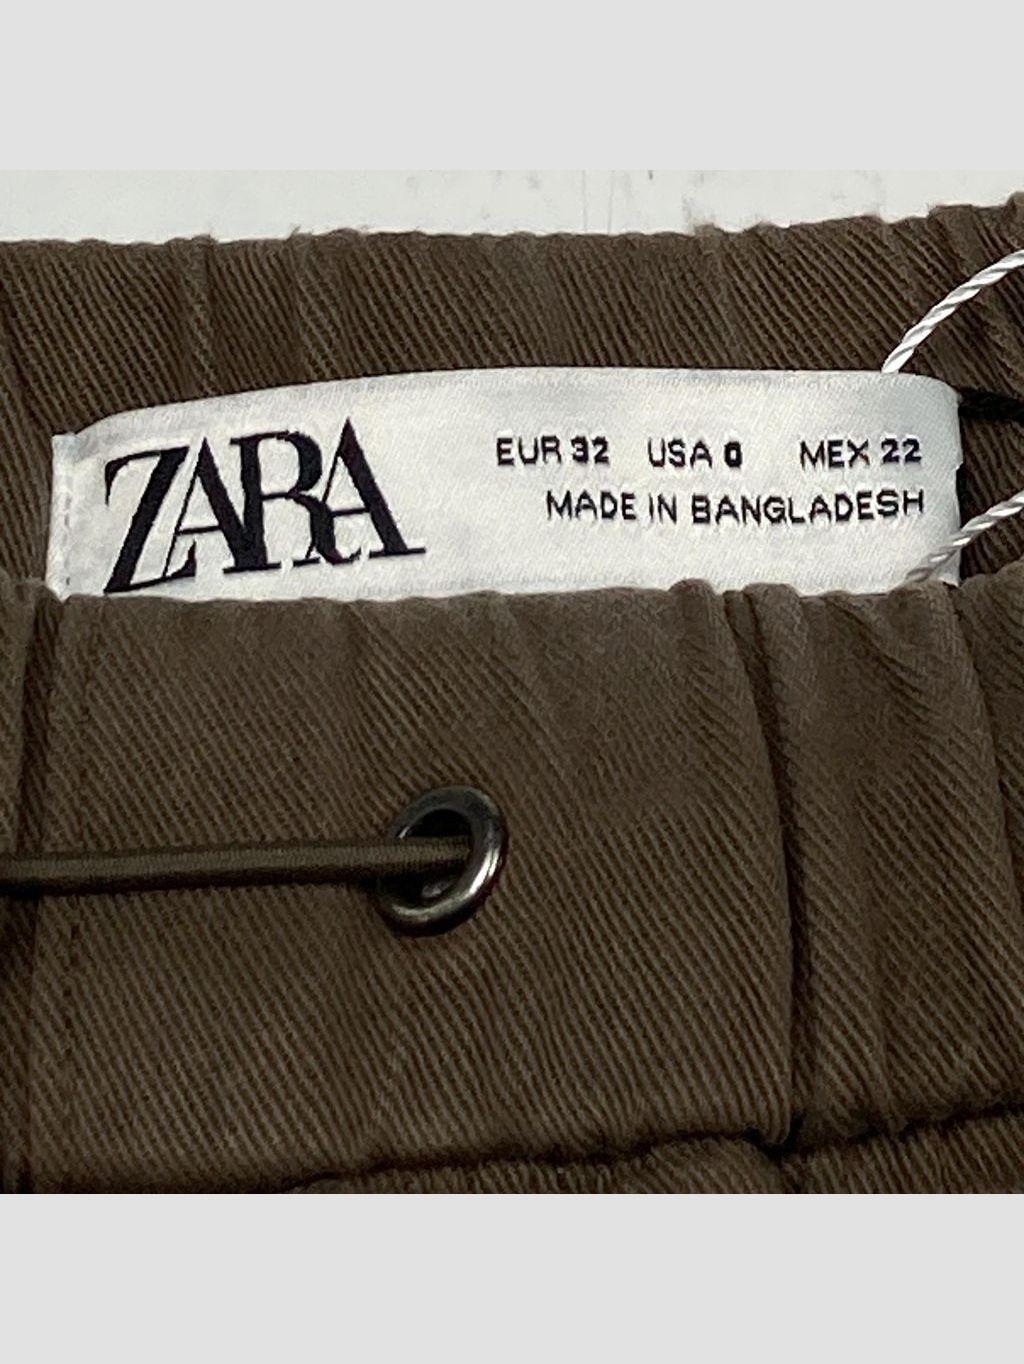 ZARA
EUR 32 USA 0 MEX 22
MADE IN BANGLADESH